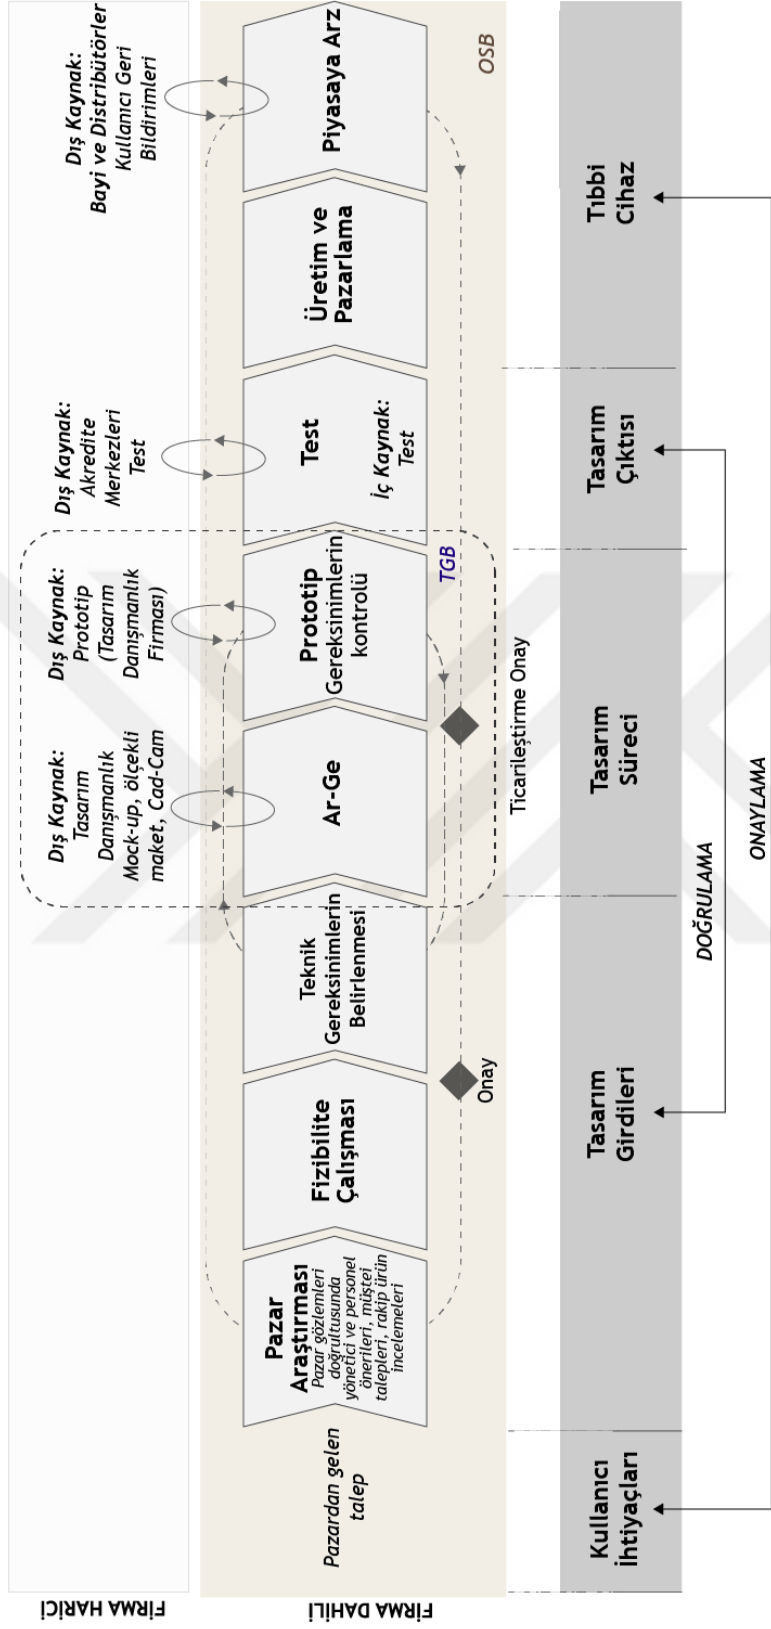 FİRMA HARİCİ
Dış Kaynak:
Tasarım
Danışmanlık
Mock-up, ölçekli
maket, Cad-Cam
Dış Kaynak:
Prototip
(Tasarım
Danışmanlık
Firması)
Dış Kaynak:
Akredite
Merkezleri
Test
Dış Kaynak:
Bayi ve Distribütörler
Kullanıcı Geri
Bildirimleri
FİRMA DAHİLİ
Pazardan gelen
talep
Pazar
Araştırması
Pazar gözlemleri
doğrultusunda
yönetici ve personel
önerileri, müştei
talepleri, rakip ürün
incelemeleri
Fizibilite
Çalışması
Teknik
Gereksinimlerin
Belirlenmesi
Ar-Ge
Prototip
Gereksinimlerin
kontrolü
Test
İç Kaynak:
Test
Üretim ve
Pazarlama
Piyasaya Arz
TGB
OSB
Onay
Ticarileştirme Onay
Kullanıcı
İhtiyaçları
Tasarım
Girdileri
Tasarım
Süreci
Tasarım
Çıktısı
Tıbbi
Cihaz
DOĞRULAMA
ONAYLAMA